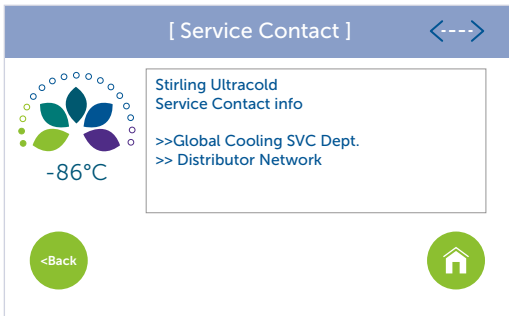 [ Service Contact ]
<---->
Stirling Ultracold
Service Contact info
>>Global Cooling SVC Dept.
>> Distributor Network
-86°C
<Back